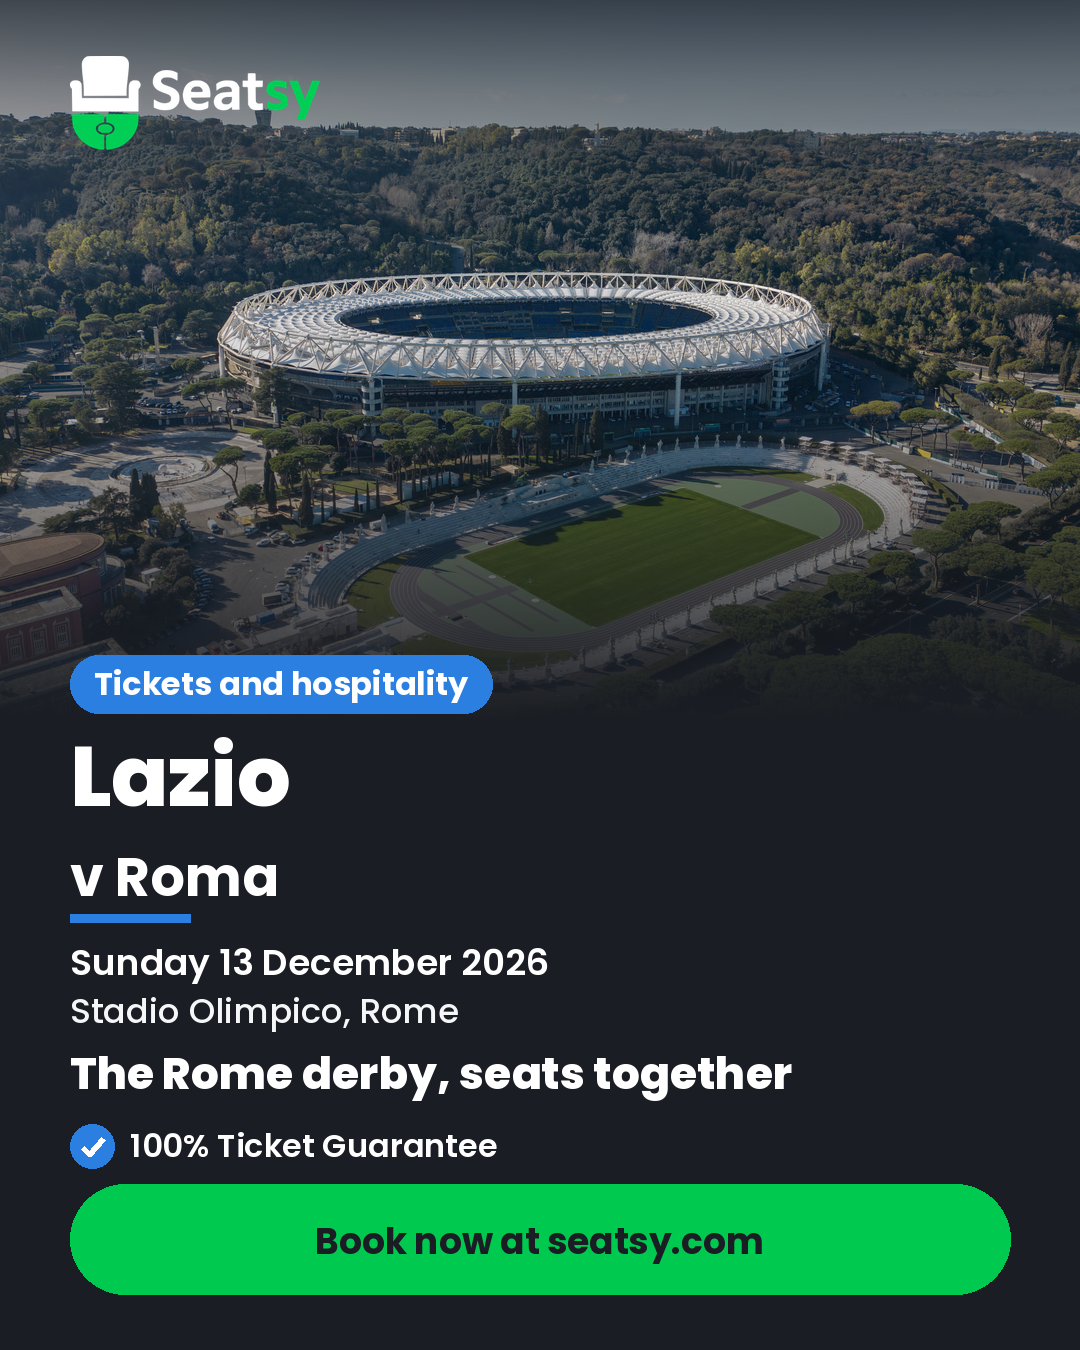 Seatsy
Tickets and hospitality
Lazio
v Roma
Sunday 13 December 2026
Stadio Olimpico, Rome
The Rome derby, seats together
100% Ticket Guarantee
Book now at seatsy.com